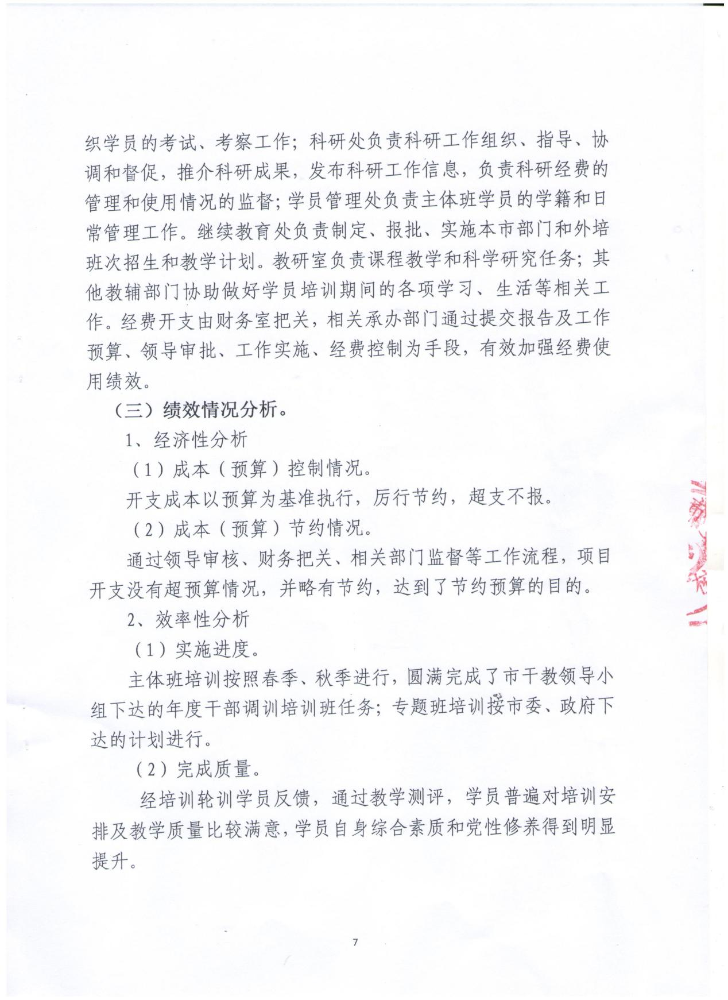 织学员的考试、考察工作；科研处负责科研工作组织、指导、协
调和督促，推介科研成果，发布科研工作信息，负责科研经费的
管理和使用情况的监督；学员管理处负责主体班学员的学籍和日
常管理工作。继续教育处负责制定、报批、实施本市部门和外培
班次招生和教学计划。教研室负责课程教学和科学研究任务；其
他教辅部门协助做好学员培训期间的各项学习、生活等相关工
作。经费开支由财务室把关，相关承办部门通过提交报告及工作
预算、领导审批、工作实施、经费控制为手段，有效加强经费使
用绩效。
（三）绩效情况分析。
1、经济性分析
（1）成本（预算）控制情况。
开支成本以预算为基准执行，厉行节约，超支不报。
（2）成本（预算）节约情况。
通过领导审核、财务把关、相关部门监督等工作流程，项目
开支没有超预算情况，并略有节约，达到了节约预算的目的。
2、效率性分析
（1）实施进度。
主体班培训按照春季、秋季进行，圆满完成了市干教领导小
组下达的年度干部调训培训班任务；专题班培训按市委、政府下
达的计划进行。
（2）完成质量。
经培训轮训学员反馈，通过教学测评，学员普遍对培训安
排及教学质量比较满意，学员自身综合素质和党性修养得到明显
提升。
7